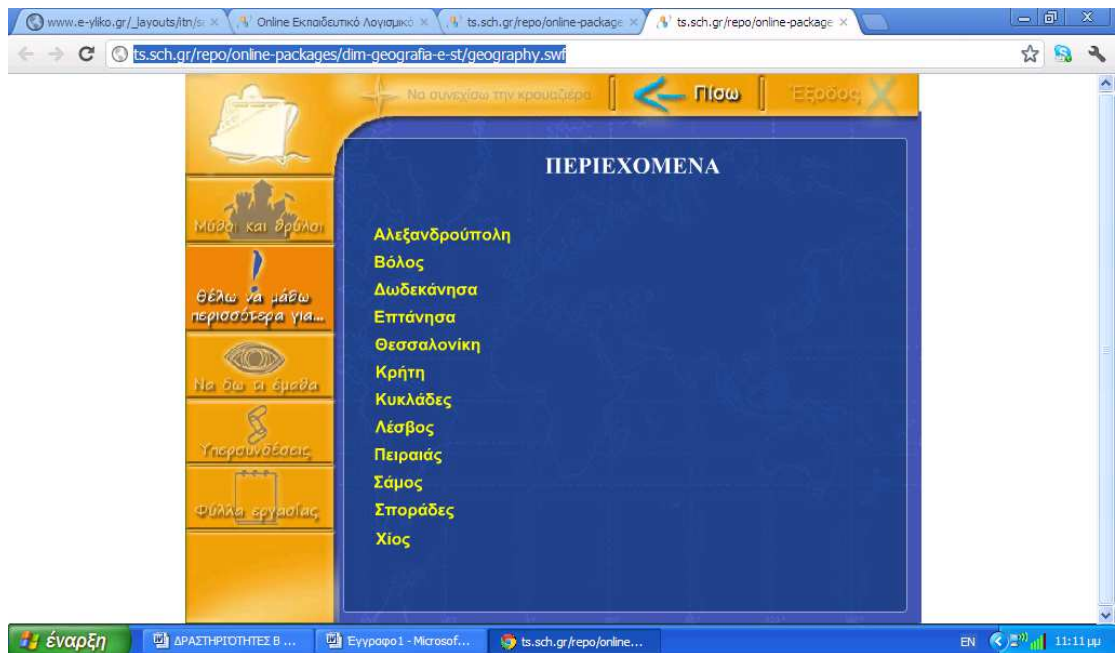 www.e-yliko.gr/_layouts/itn/s
Online Εκπαιδευτικό Λογισμικό
ts.sch.gr/repo/online-package
ts.sch.gr/repo/online-package
ts.sch.gr/repo/online-packages/dim-geografia-e-st/geography.swf
Να συνεχίσω την κρουαζιέρα
Πίσω
Έξοδος
Μύθοι και θρύλοι
θέλω να μάθω
περισσότερα για...
Να δω τι έμαθα
Υπερσυνδέσεις
Φύλλα εργασίας
ΠΕΡΙΕΧΟΜΕΝΑ
Αλεξανδρούπολη
Βόλος
Δωδεκάνησα
Επτάνησα
Θεσσαλονίκη
Κρήτη
Κυκλάδες
Λέσβος
Πειραιάς
Σάμος
Σποράδες
Χίος
έναρξη
ΔΡΑΣΤΗΡΙΟΤΗΤΕΣ Β ...
Έγγραφο1 - Microsof...
ts.sch.gr/repo/online...
EN
11:11 μμ